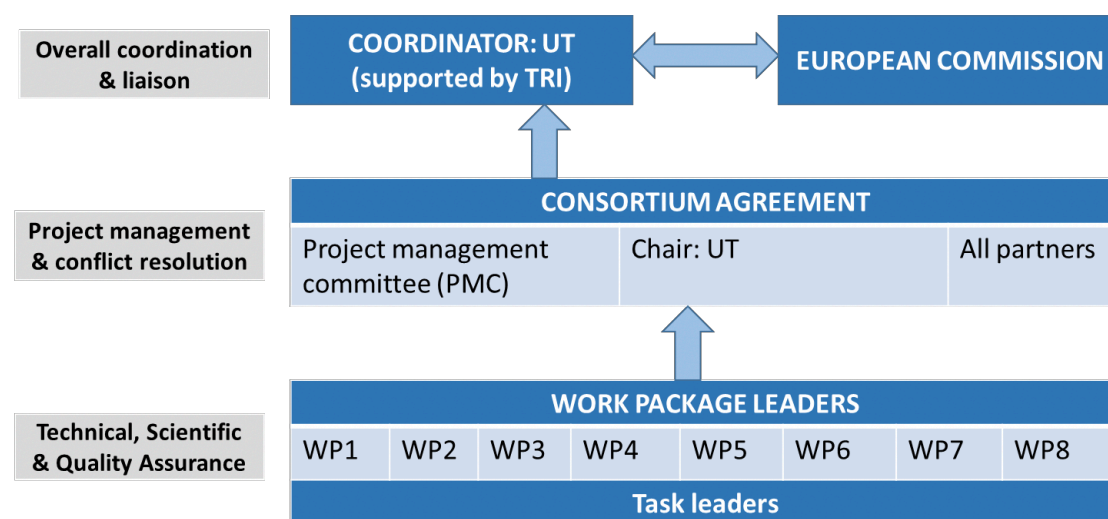 Overall coordination
& liaison
COORDINATOR: UT
(supported by TRI)
EUROPEAN COMMISSION
Project management
& conflict resolution
CONSORTIUM AGREEMENT
Project management
committee (PMC)
Chair: UT
All partners
Technical, Scientific
& Quality Assurance
WORK PACKAGE LEADERS
WP1 WP2 WP3 WP4 WP5 WP6 WP7 WP8
Task leaders